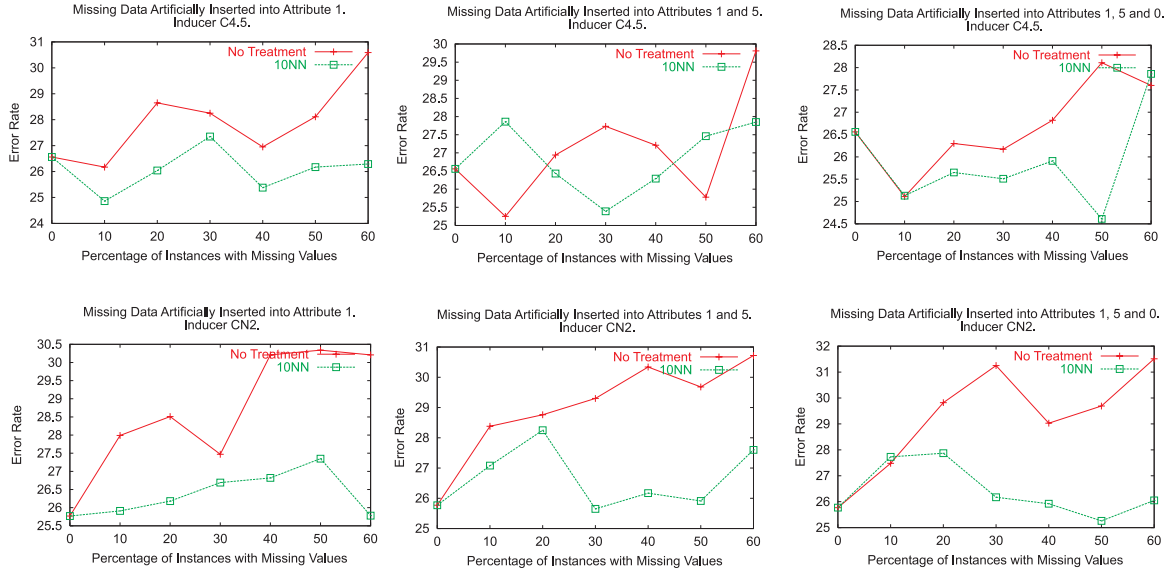 Missing Data Artificially Inserted into Attribute 1.
Inducer C4.5.
31
30
29
28
27
26
25
24
Error Rate
No Treatment
10NN
0 10 20 30 40 50 60
Percentage of Instances with Missing Values
Missing Data Artificially Inserted into Attributes 1 and 5.
Inducer C4.5.
30
29.5
29
28.5
28
27.5
27
26.5
26
25.5
25
Error Rate
No Treatment
10NN
0 10 20 30 40 50 60
Percentage of Instances with Missing Values
Missing Data Artificially Inserted into Attributes 1, 5 and 0.
Inducer C4.5.
28.5
28
27.5
27
26.5
26
25.5
25
24.5
Error Rate
No Treatment
10NN
0 10 20 30 40 50 60
Percentage of Instances with Missing Values
Missing Data Artificially Inserted into Attribute 1.
Inducer CN2.
30.5
30
29.5
29
28.5
28
27.5
27
26.5
26
25.5
Error Rate
No Treatment
10NN
0 10 20 30 40 50 60
Percentage of Instances with Missing Values
Missing Data Artificially Inserted into Attributes 1 and 5.
Inducer CN2.
31
30
29
28
27
26
25
Error Rate
No Treatment
10NN
0 10 20 30 40 50 60
Percentage of Instances with Missing Values
Missing Data Artificially Inserted into Attributes 1, 5 and 0.
Inducer CN2.
32
31
30
29
28
27
26
25
Error Rate
No Treatment
10NN
0 10 20 30 40 50 60
Percentage of Instances with Missing Values